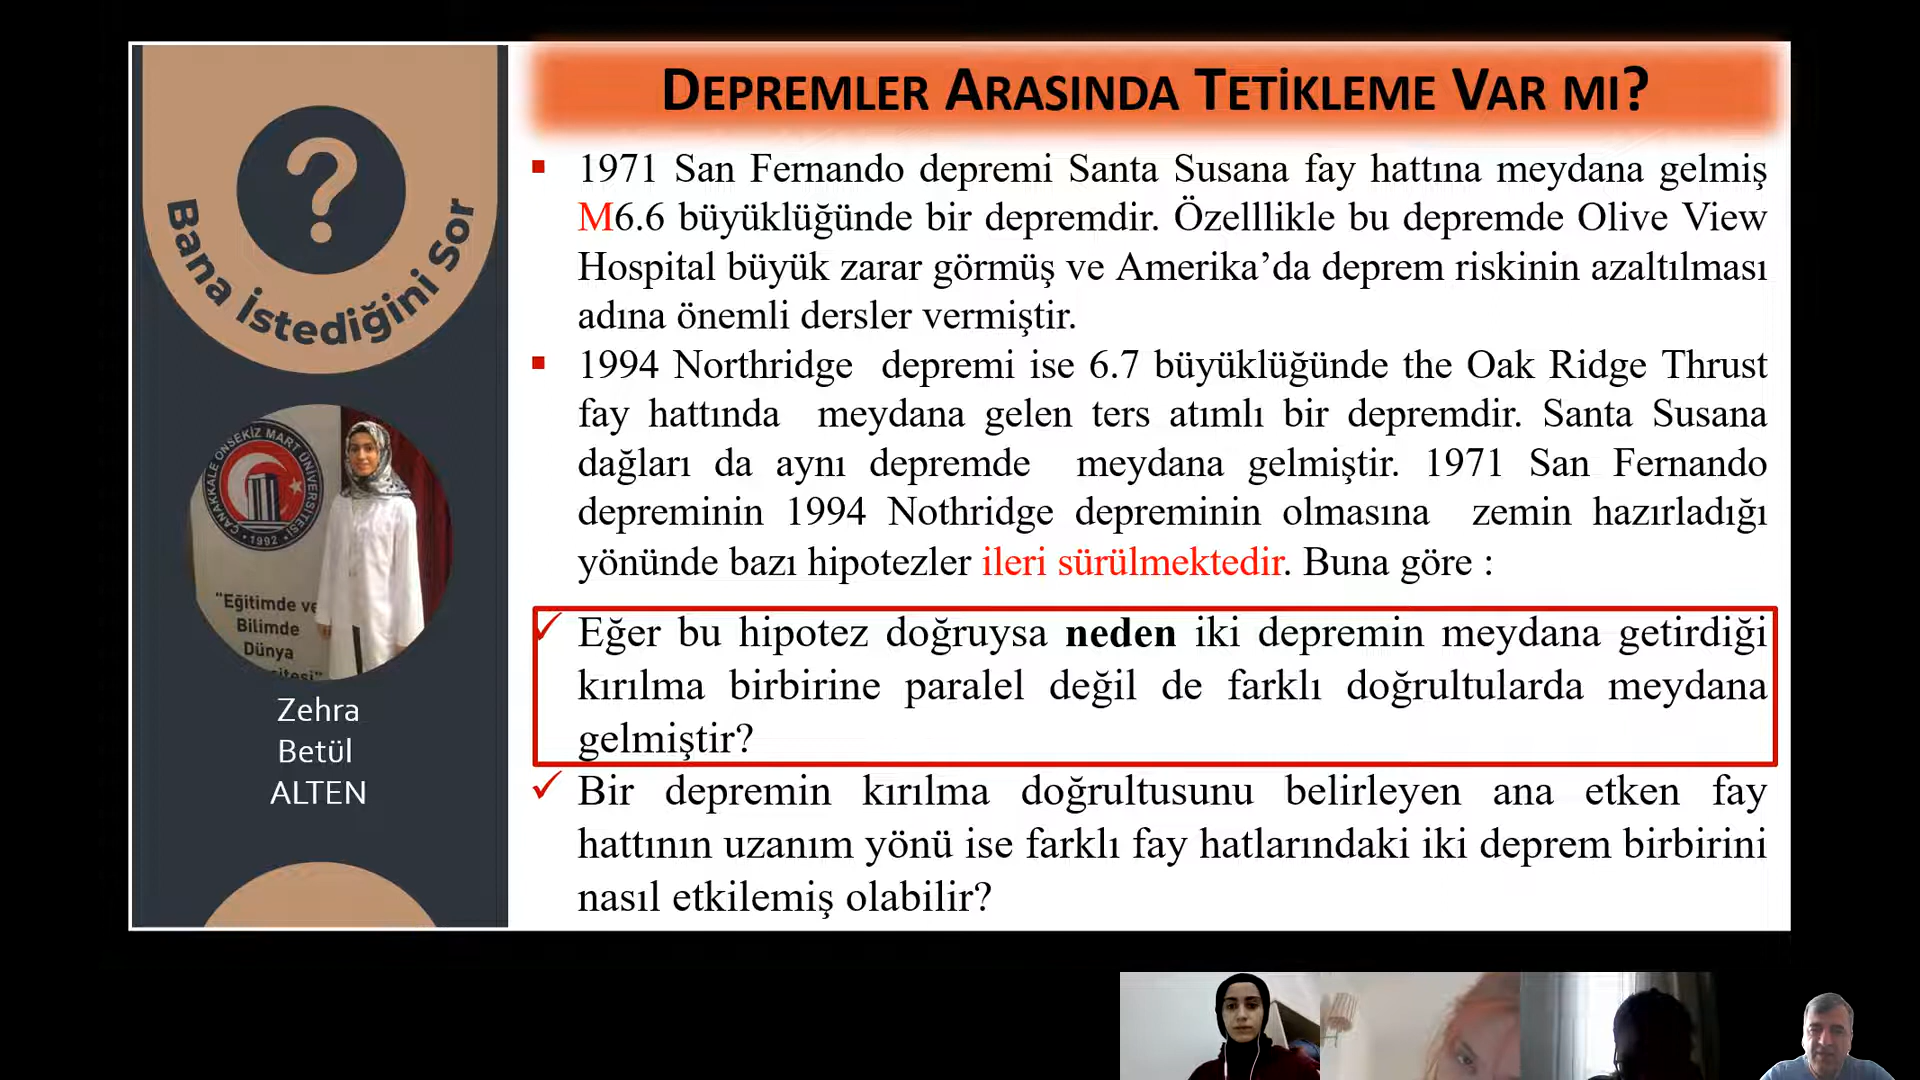 DEPREMLER ARASINDA TETİKLEME VAR MI?
?
Bana İstediğini Sor
1971 San Fernando depremi Santa Susana fay hattına meydana gelmiş
M6.6 büyüklüğünde bir depremdir. Özelllikle bu depremde Olive View
Hospital büyük zarar görmüş ve Amerika’da deprem riskinin azaltılması
adına önemli dersler vermiştir.
1994 Northridge depremi ise 6.7 büyüklüğünde the Oak Ridge Thrust
fay hattında meydana gelen ters atımlı bir depremdir. Santa Susana
dağları da aynı depremde meydana gelmiştir. 1971 San Fernando
depreminin 1994 Nothridge depreminin olmasına zemin hazırladığı
yönünde bazı hipotezler ileri sürülmektedir. Buna göre :
Eğer bu hipotez doğruysa neden iki depremin meydana getirdiği
kırılma birbirine paralel değil de farklı doğrultularda meydana
gelmiştir?
Bir depremin kırılma doğrultusunu belirleyen ana etken fay
hattının uzanım yönü ise farklı fay hatlarındaki iki deprem birbirini
nasıl etkilemiş olabilir?
ÇANAKKALE ONSEKİZ MART ÜNİVERSİTESİ
1992
"Eğitimde ve
Bilimde
Dünya
Zehra
Betül
ALTEN